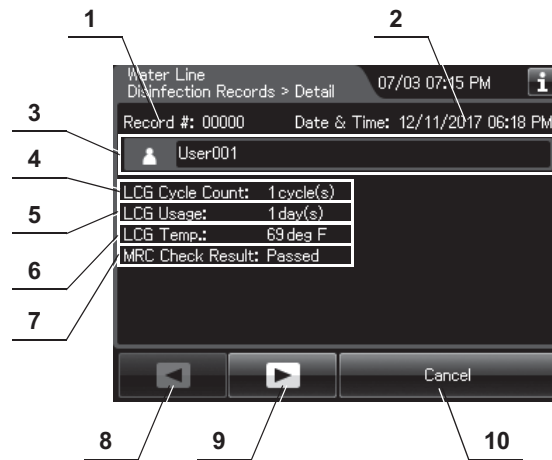 1 2
Water Line
Disinfection Records > Detail 07/03 07:15 PM i
3
Record #: 00000 Date & Time: 12/11/2017 06:18 PM
User001
4
LCG Cycle Count: 1cycle(s)
5
LCG Usage: 1day(s)
LCG Temp.: 69deg F
6
MRC Check Result: Passed
7
Cancel
8 9 10